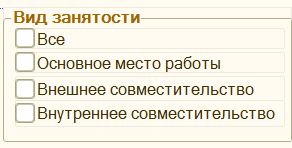 Вид занятости
Все
Основное место работы
Внешнее совместительство
Внутреннее совместительство